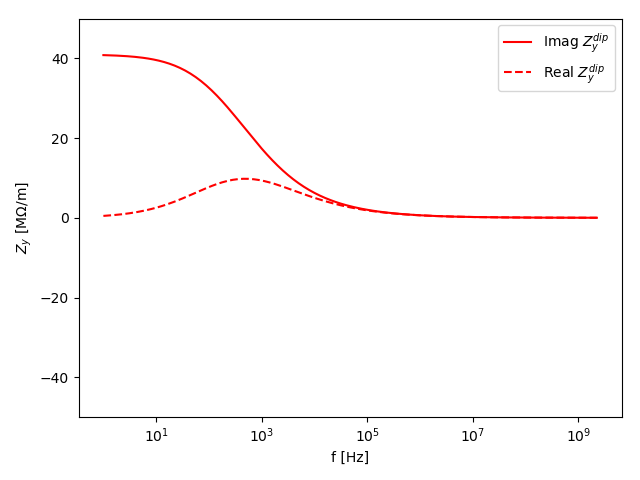 Imag $Z_y^{dip}$
Real $Z_y^{dip}$
40
20
0
−20
−40
$Z_y$ [MΩ/m]
$10^1$ $10^3$ $10^5$ $10^7$ $10^9$
f [Hz]